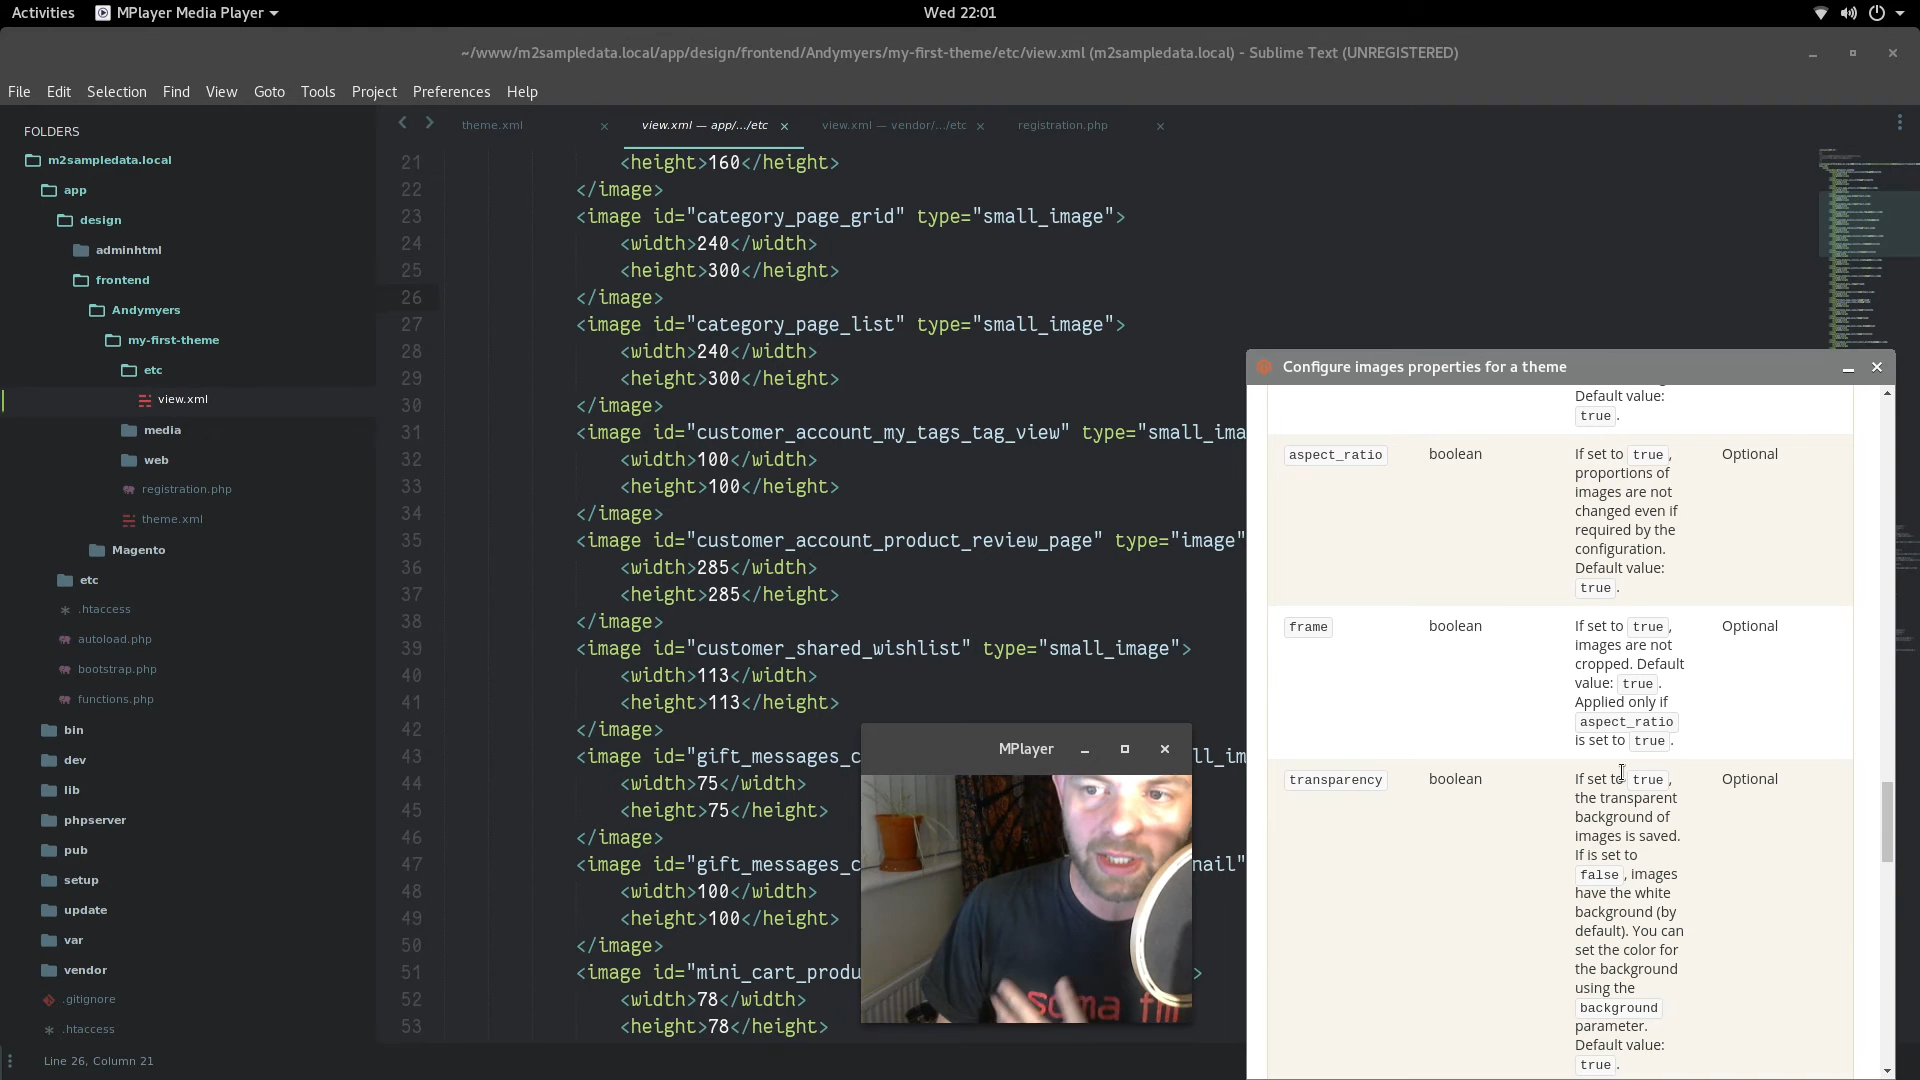 Activities MPlayer Media Player Wed 22:01
~/www/m2sampledata.local/app/design/frontend/Andymyers/my-first-theme/etc/view.xml (m2sampledata.local) - Sublime Text (UNREGISTERED)
File Edit Selection Find View Goto Tools Project Preferences Help
FOLDERS
m2sampledata.local
app
design
adminhtml
frontend
Andymyers
my-first-theme
etc
view.xml
media
web
registration.php
theme.xml
Magento
etc
.htaccess
autoload.php
bootstrap.php
functions.php
bin
dev
lib
phpserver
pub
setup
update
var
vendor
.gitignore
.htaccess
Line 26, Column 21
theme.xml view.xml — app/.../etc view.xml — vendor/.../etc registration.php
21 <height>160</height>
22 </image>
23 <image id="category_page_grid" type="small_image">
24 <width>240</width>
25 <height>300</height>
26 </image>
27 <image id="category_page_list" type="small_image">
28 <width>240</width>
29 <height>300</height>
30 </image>
31 <image id="customer_account_my_tags_tag_view" type="small_ima
32 <width>100</width>
33 <height>100</height>
34 </image>
35 <image id="customer_account_product_review_page" type="image"
36 <width>285</width>
37 <height>285</height>
38 </image>
39 <image id="customer_shared_wishlist" type="small_image">
40 <width>113</width>
41 <height>113</height>
42 </image>
43 <image id="gift_messages_c ll_im
44 <width>75</width>
45 <height>75</height>
46 </image>
47 <image id="gift_messages_c nail"
48 <width>100</width>
49 <height>100</height>
50 </image>
51 <image id="mini_cart_produ >
52 <width>78</width>
53 <height>78</height>
MPlayer
soma
Configure images properties for a theme
Default value:
true .
aspect_ratio boolean If set to true , Optional
proportions of
images are not
changed even if
required by the
configuration.
Default value:
true .
frame boolean If set to true , Optional
images are not
cropped. Default
value: true .
Applied only if
aspect_ratio
is set to true .
transparency boolean If set to true , Optional
the transparent
background of
images is saved.
If is set to
false , images
have the white
background (by
default). You can
set the color for
the background
using the
background
parameter.
Default value:
true .